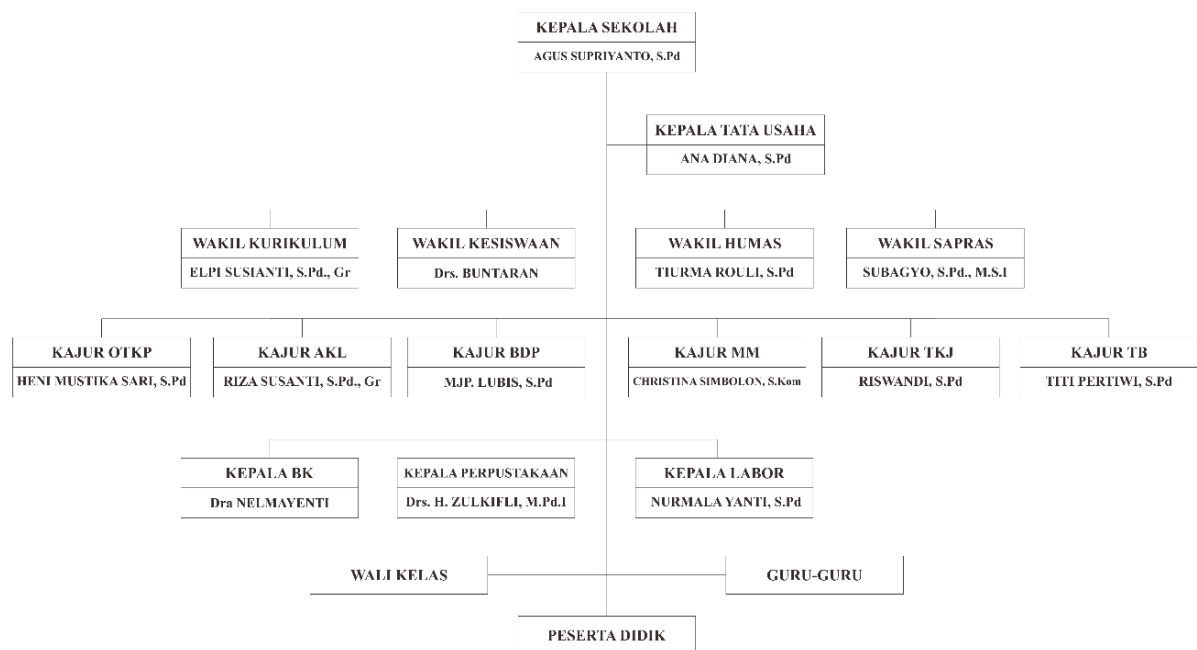 KEPALA SEKOLAH
AGUS SUPRIYANTO, S.Pd
KEPALA TATA USAHA
ANA DIANA, S.Pd
WAKIL KURIKULUM
ELPI SUSIANTI, S.Pd., Gr
WAKIL KESISWAAN
Drs. BUNTARAN
WAKIL HUMAS
TIURMA ROULI, S.Pd
WAKIL SAPRAS
SUBAGYO, S.Pd., M.S.I
KAJUR OTKP
HENI MUSTIKA SARI, S.Pd
KAJUR AKL
RIZA SUSANTI, S.Pd., Gr
KAJUR BDP
MJP. LUBIS, S.Pd
KAJUR MM
CHRISTINA SIMBOLON, S.Kom
KAJUR TKJ
RISWANDI, S.Pd
KAJUR TB
TITI PERTIWI, S.Pd
KEPALA BK
Dra NELMAYENTI
KEPALA PERPUSTAKAAN
Drs. H. ZULKIFLI, M.Pd.I
KEPALA LABOR
NURMALA YANTI, S.Pd
WALI KELAS
GURU-GURU
PESERTA DIDIK